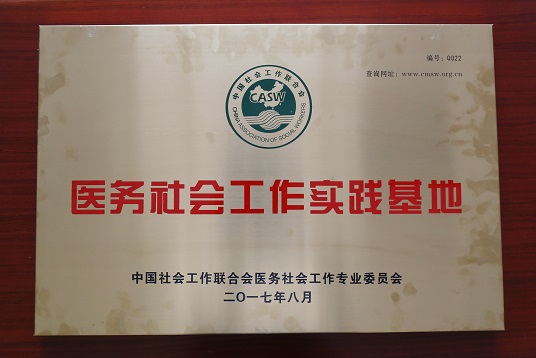 编号：0022
查询网址：www.cmsw.org.cn
中国社会工作联合会
CASW
CHINA ASSOCIATION OF SOCIAL WORKERS
医务社会工作实践基地
中国社会工作联合会医务社会工作专业委员会
二〇一七年八月